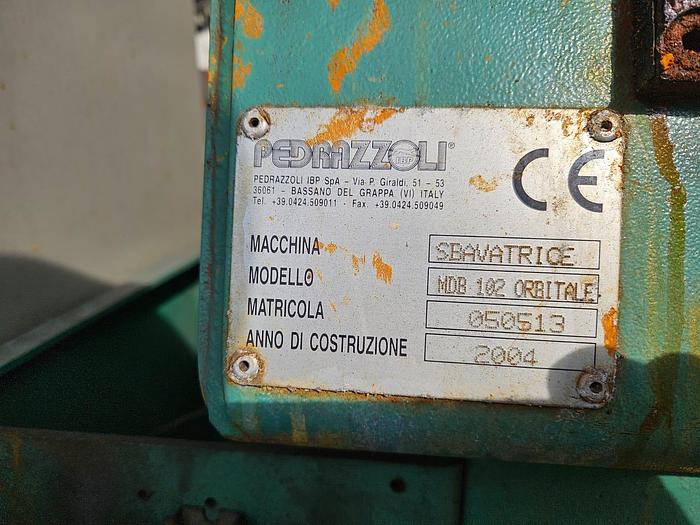 PEDRAZZOLI®
IBP
PEDRAZZOLI IBP SpA - Via P. Giraldi, 51 - 53
36061 - BASSANO DEL GRAPPA (VI) ITALY
Tel. +39.0424.509011 - Fax. +39.0424.509049
CE
MACCHINA SBAVATRICE
MODELLO MDB 102 ORBITALE
MATRICOLA 050513
ANNO DI COSTRUZIONE 2004